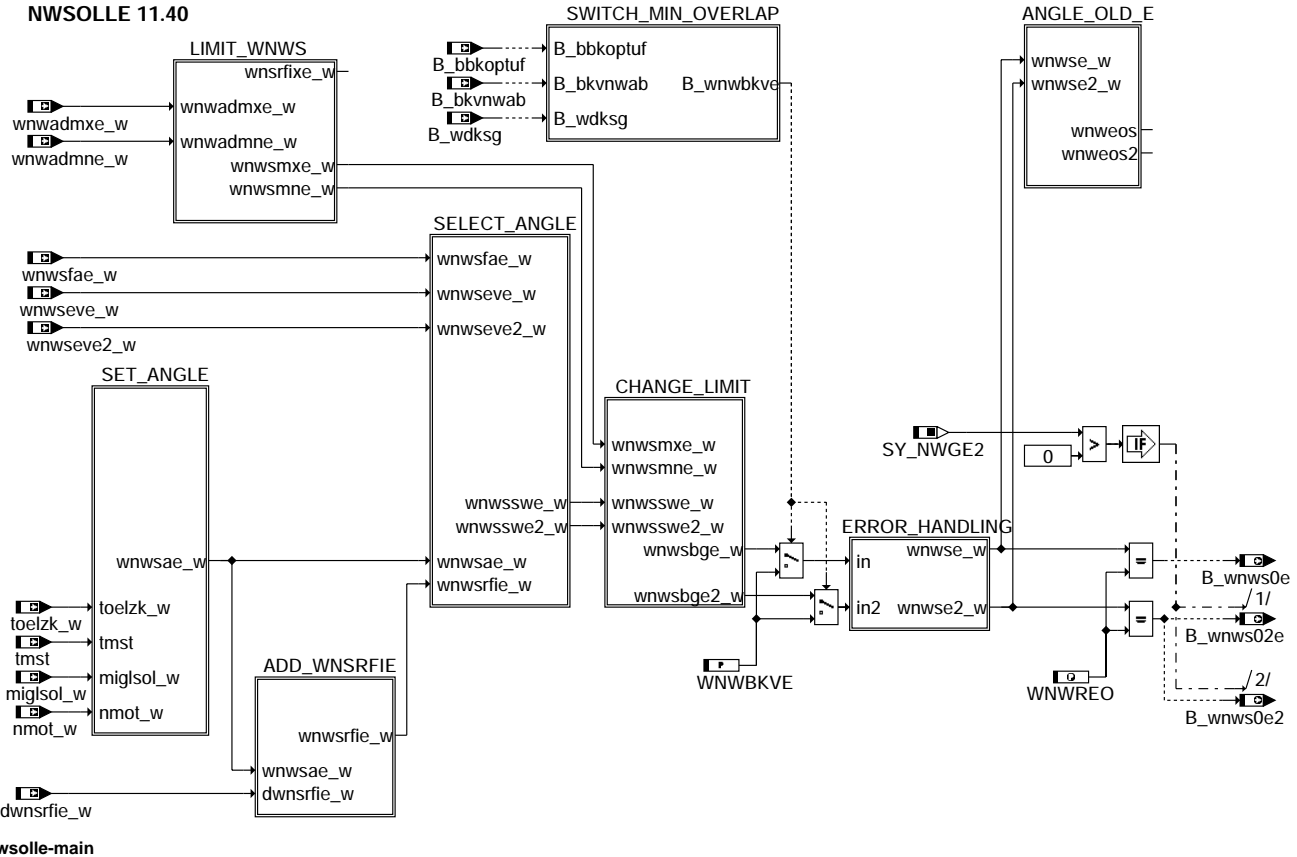 NWSOLLE 11.40
SWITCH_MIN_OVERLAP
ANGLE_OLD_E
LIMIT_WNWS
B_bbkoptuf
B_bbkoptuf
wnwse_w
wnsrfixe_w
B_bkvnwab
B_wnwbkve
wnwse2_w
B_bkvnwab
wnwadmxe_w
wnwadmxe_w
B_wdksg
B_wdksg
wnweos
wnwadmne_w
wnwadmne_w
wnweos2
wnwsmxe_w
wnwsmne_w
SELECT_ANGLE
wnwsfae_w
wnwsfae_w
wnwseve_w
wnwseve_w
wnwseve2_w
wnwseve2_w
SET_ANGLE
CHANGE_LIMIT
wnwsmxe_w
SY_NWGE2
>
IF
0
wnwsmne_w
wnwsswe_w
wnwsswe_w
wnwsswe2_w
wnwsswe2_w
ERROR_HANDLING
wnwsbge_w
wnwse_w
wnwsae_w
wnwsae_w
in
=
B_wnws0e
wnwsrfie_w
wnwsbge2_w
/1/
toelzk_w
toelzk_w
in2
wnwse2_w
=
B_wnws02e
tmst
tmst
P
WNWBKVE
WNWREO
/2/
miglsol_w
miglsol_w
ADD_WNSRFIE
B_wnws0e2
nmot_w
nmot_w
wnwsrfie_w
wnwsae_w
dwnsrfie_w
dwnsrfie_w
wsolle-main